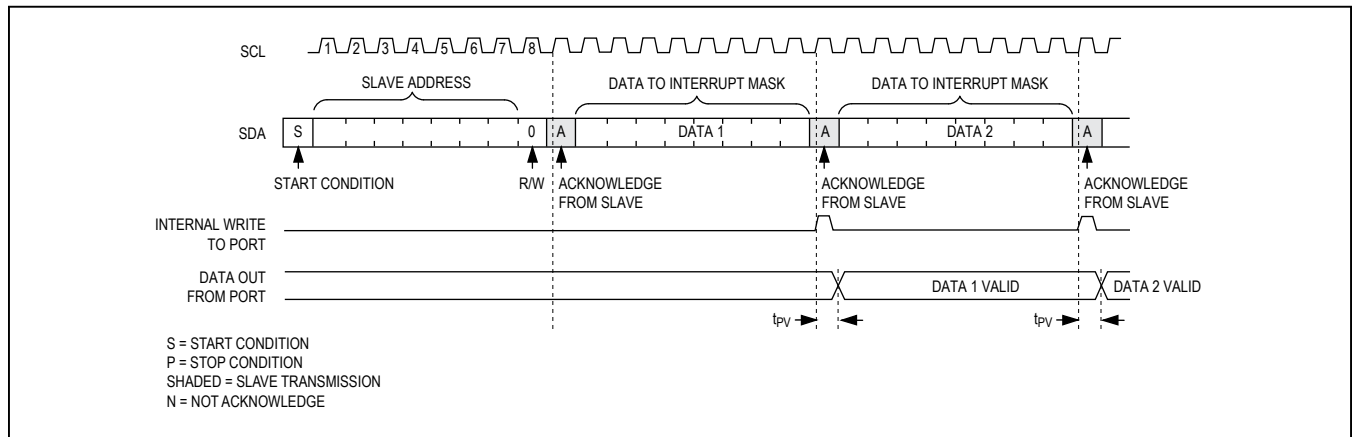 SCL 1 2 3 4 5 6 7 8
SLAVE ADDRESS DATA TO INTERRUPT MASK DATA TO INTERRUPT MASK
SDA S 0 A DATA 1 A DATA 2 A
START CONDITION R/W ACKNOWLEDGE ACKNOWLEDGE ACKNOWLEDGE
FROM SLAVE FROM SLAVE FROM SLAVE
INTERNAL WRITE
TO PORT
DATA OUT
FROM PORT DATA 1 VALID DATA 2 VALID
tPV tPV
S = START CONDITION
P = STOP CONDITION
SHADED = SLAVE TRANSMISSION
N = NOT ACKNOWLEDGE